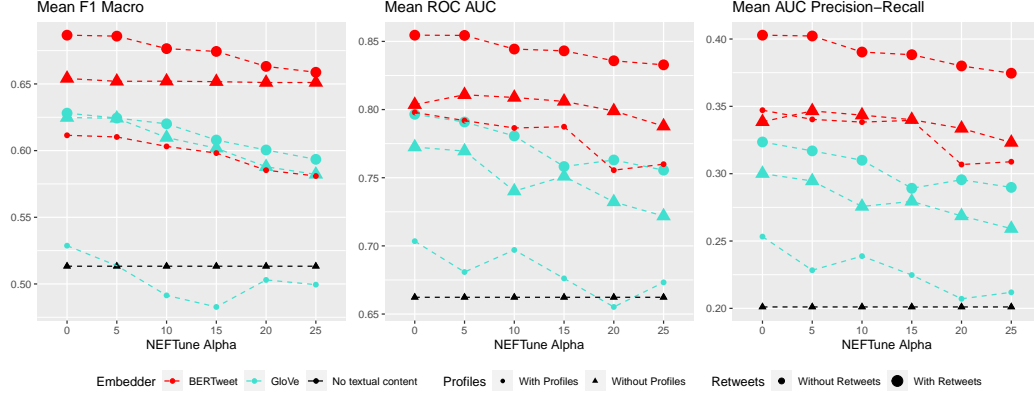 Mean F1 Macro
0.65
0.60
0.55
0.50
0 5 10 15 20 25
NEFTune Alpha
Mean ROC AUC
0.85
0.80
0.75
0.70
0.65
0 5 10 15 20 25
NEFTune Alpha
Mean AUC Precision−Recall
0.40
0.35
0.30
0.25
0.20
0 5 10 15 20 25
NEFTune Alpha
Embedder BERTweet GloVe No textual content Profiles With Profiles Without Profiles Retweets Without Retweets With Retweets